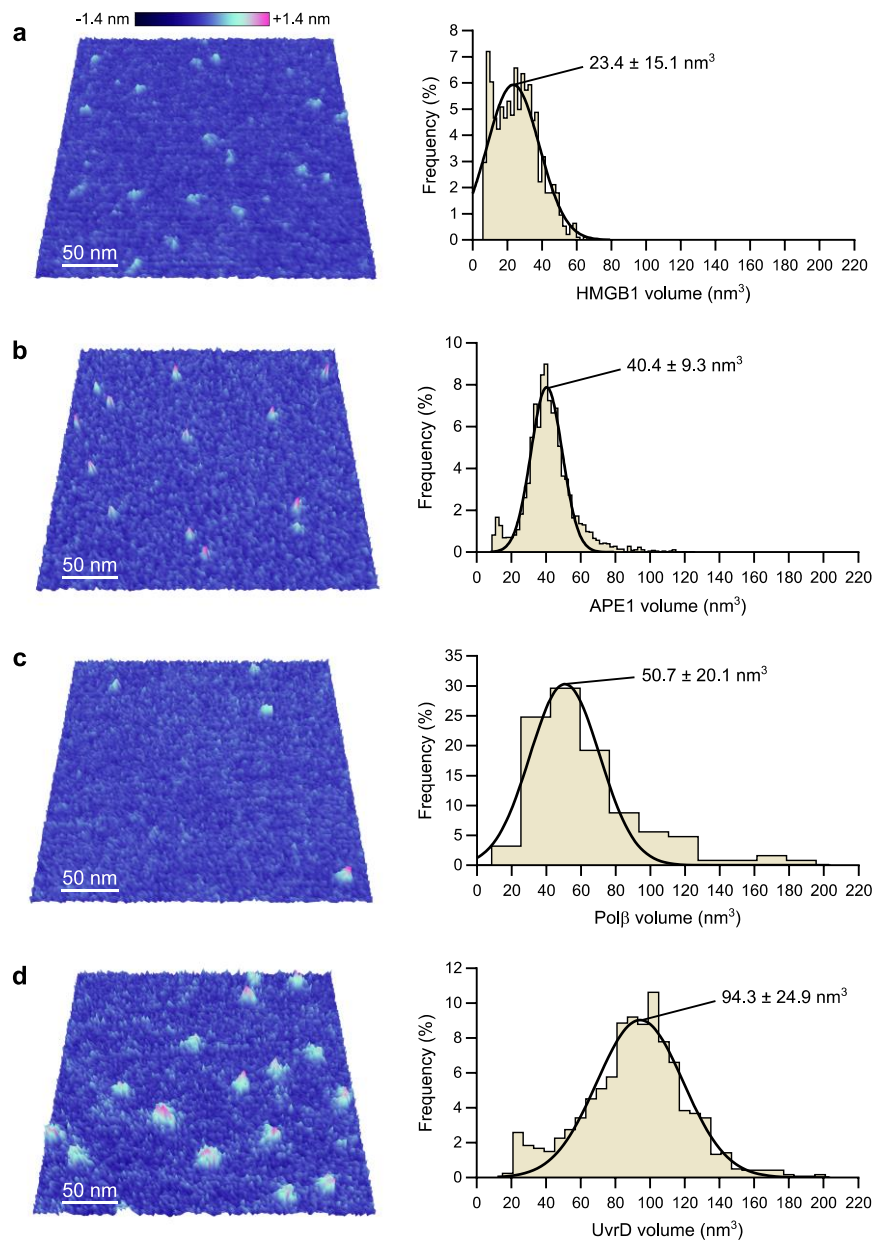 -1.4 nm +1.4 nm
a
50 nm
Frequency (%)
8
7
6
5
4
3
2
1
0
23.4 ± 15.1 nm³
0 20 40 60 80 100 120 140 160 180 200 220
HMGB1 volume (nm³)
b
50 nm
Frequency (%)
10
8
6
4
2
0
40.4 ± 9.3 nm³
0 20 40 60 80 100 120 140 160 180 200 220
APE1 volume (nm³)
c
50 nm
Frequency (%)
35
30
25
20
15
10
5
0
50.7 ± 20.1 nm³
0 20 40 60 80 100 120 140 160 180 200 220
Polβ volume (nm³)
d
50 nm
Frequency (%)
12
10
8
6
4
2
0
94.3 ± 24.9 nm³
0 20 40 60 80 100 120 140 160 180 200 220
UvrD volume (nm³)